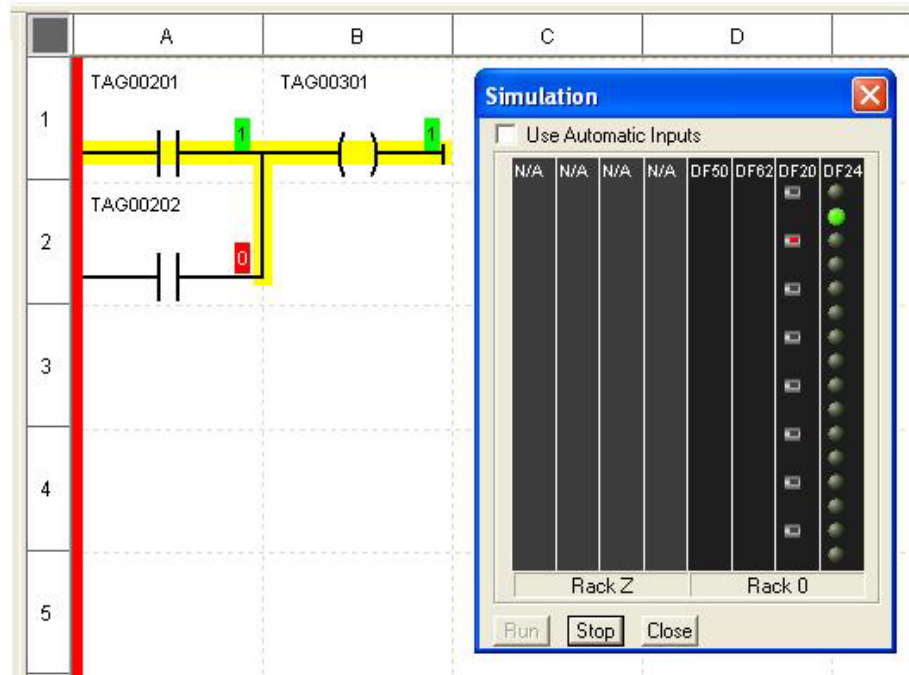 A B C D
1
TAG00201 TAG00301
1 1
2
TAG00202
0
3
4
5
Simulation
Use Automatic Inputs
N/A N/A N/A N/A DF50 DF62 DF20 DF24
Rack Z Rack 0
Run Stop Close